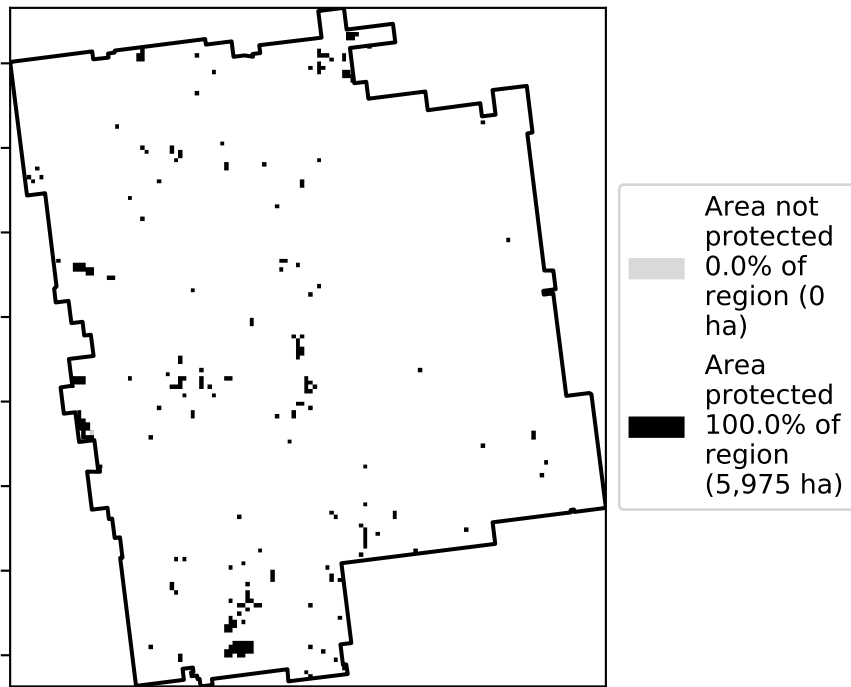 Area not
protected
0.0% of
region (0
ha)
Area
protected
100.0% of
region
(5,975 ha)